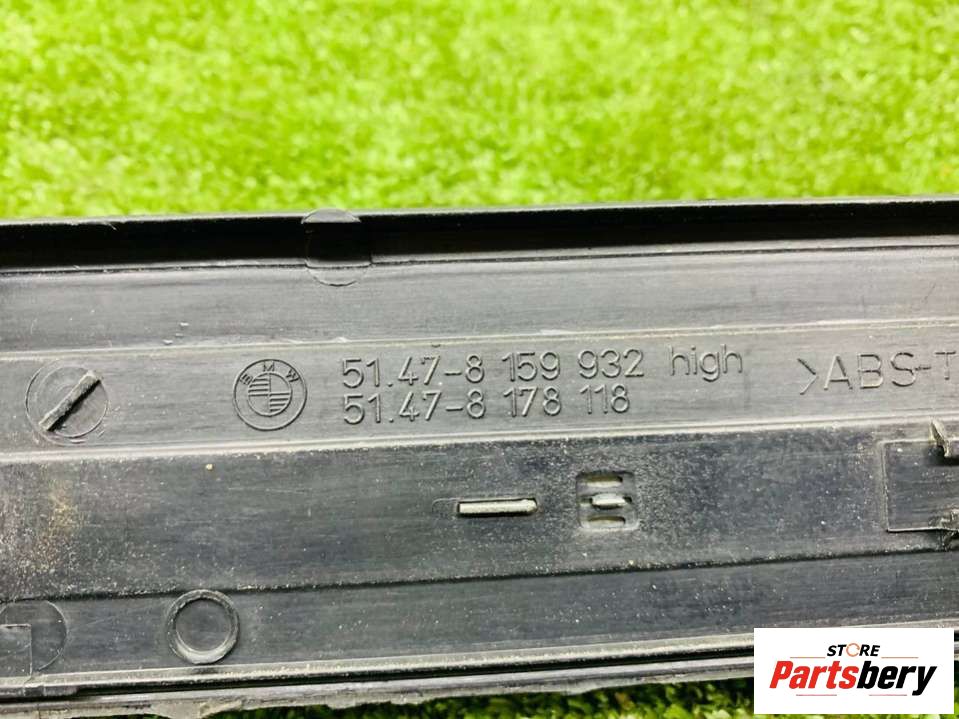 BMW
51.47-8 159 932 high
51.47-8 178 118
>ABS-T
STORE
Partsbery